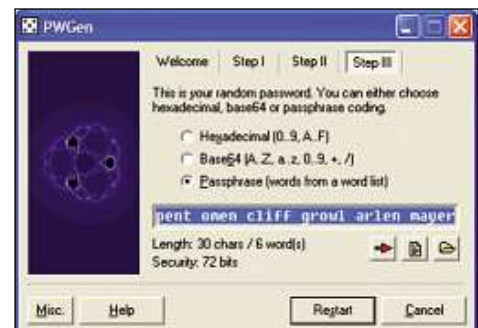 PWGen
Welcome Step I Step II Step III
This is your random password. You can either choose
hexadecimal, base64 or passphrase coding.
Hexadecimal (0..9, A..F)
Base64 (A..Z, a..z, 0..9, +, /)
Passphrase (words from a word list)
pent omen cliff growl arlen mayer
Length: 30 chars / 6 word(s)
Security: 72 bits
Misc. Help Restart Cancel